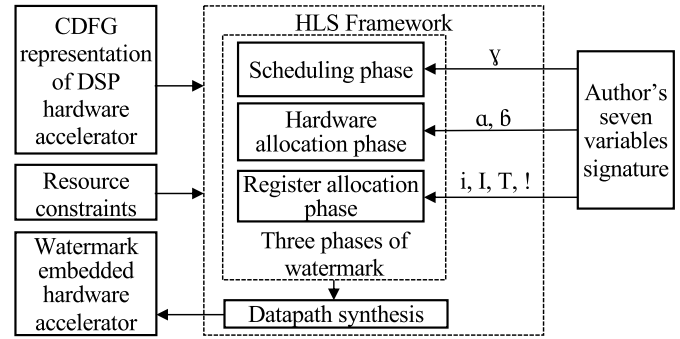 CDFG
representation
of DSP
hardware
accelerator
Resource
constraints
Watermark
embedded
hardware
accelerator
HLS Framework
Scheduling phase
Hardware
allocation phase
Register allocation
phase
Three phases of
watermark
Datapath synthesis
Ɣ
ɑ, ϐ
i, I, T, !
Author's
seven
variables
signature